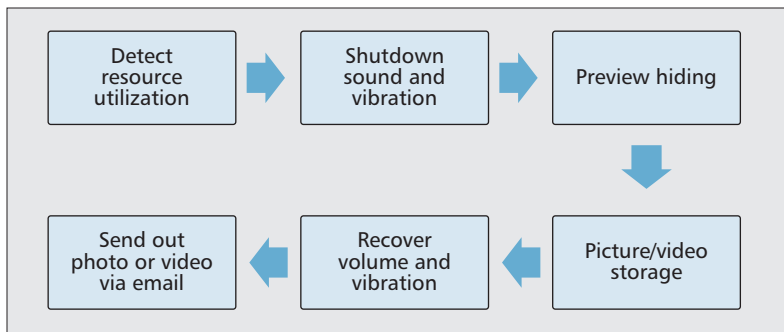 Detect
resource
utilization
Shutdown
sound and
vibration
Preview hiding
Picture/video
storage
Recover
volume and
vibration
Send out
photo or video
via email